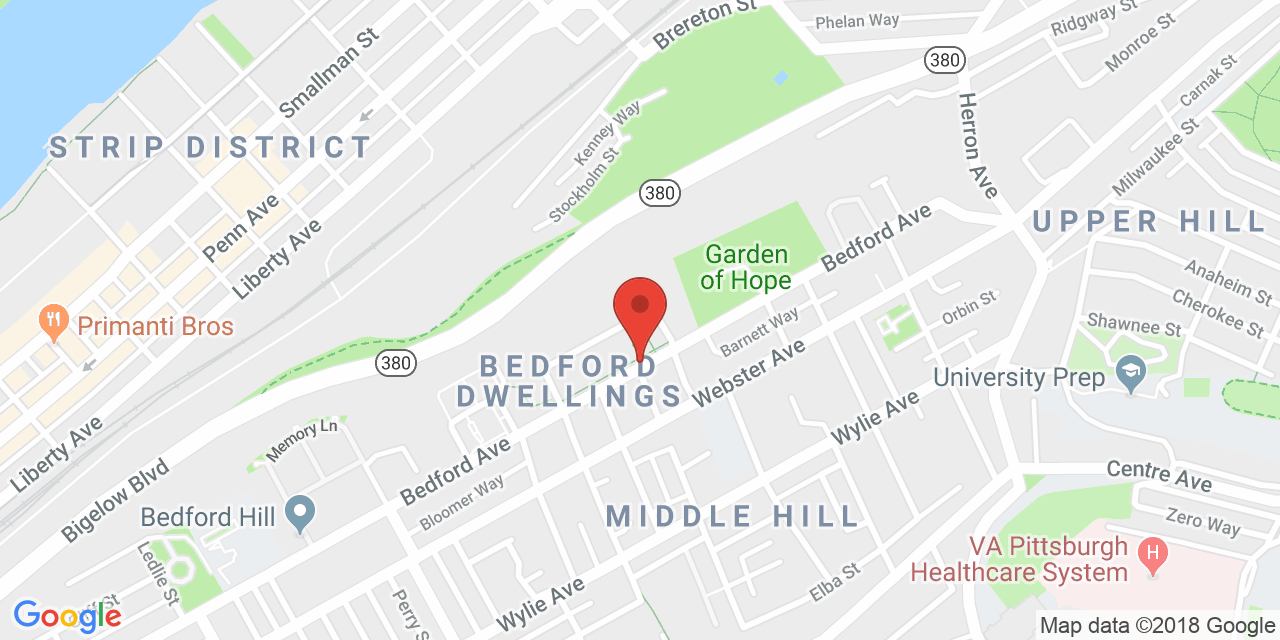 Brereton St
Phelan Way
Ridgway St
Monroe St
Smallman St
380
Carnak St
Kenney Way
Herron Ave
STRIP DISTRICT
Milwaukee St
Stockholm St
380
Penn Ave
Liberty Ave
Bedford Ave
UPPER HILL
Garden
of Hope
Anaheim St
Cherokee St
Orbin St
Shawnee St
Primanti Bros
Barnett Way
380
BEDFORD
DWELLINGS
Webster Ave
University Prep
Wylie Ave
Liberty Ave
Memory Ln
Bedford Ave
Centre Ave
Bigelow Blvd
Bloomer Way
Bedford Hill
MIDDLE HILL
Zero Way
VA Pittsburgh
Healthcare System
H
Ledlie St
Elba St
Wylie Ave
Perry S
St
Google
Map data ©2018 Google